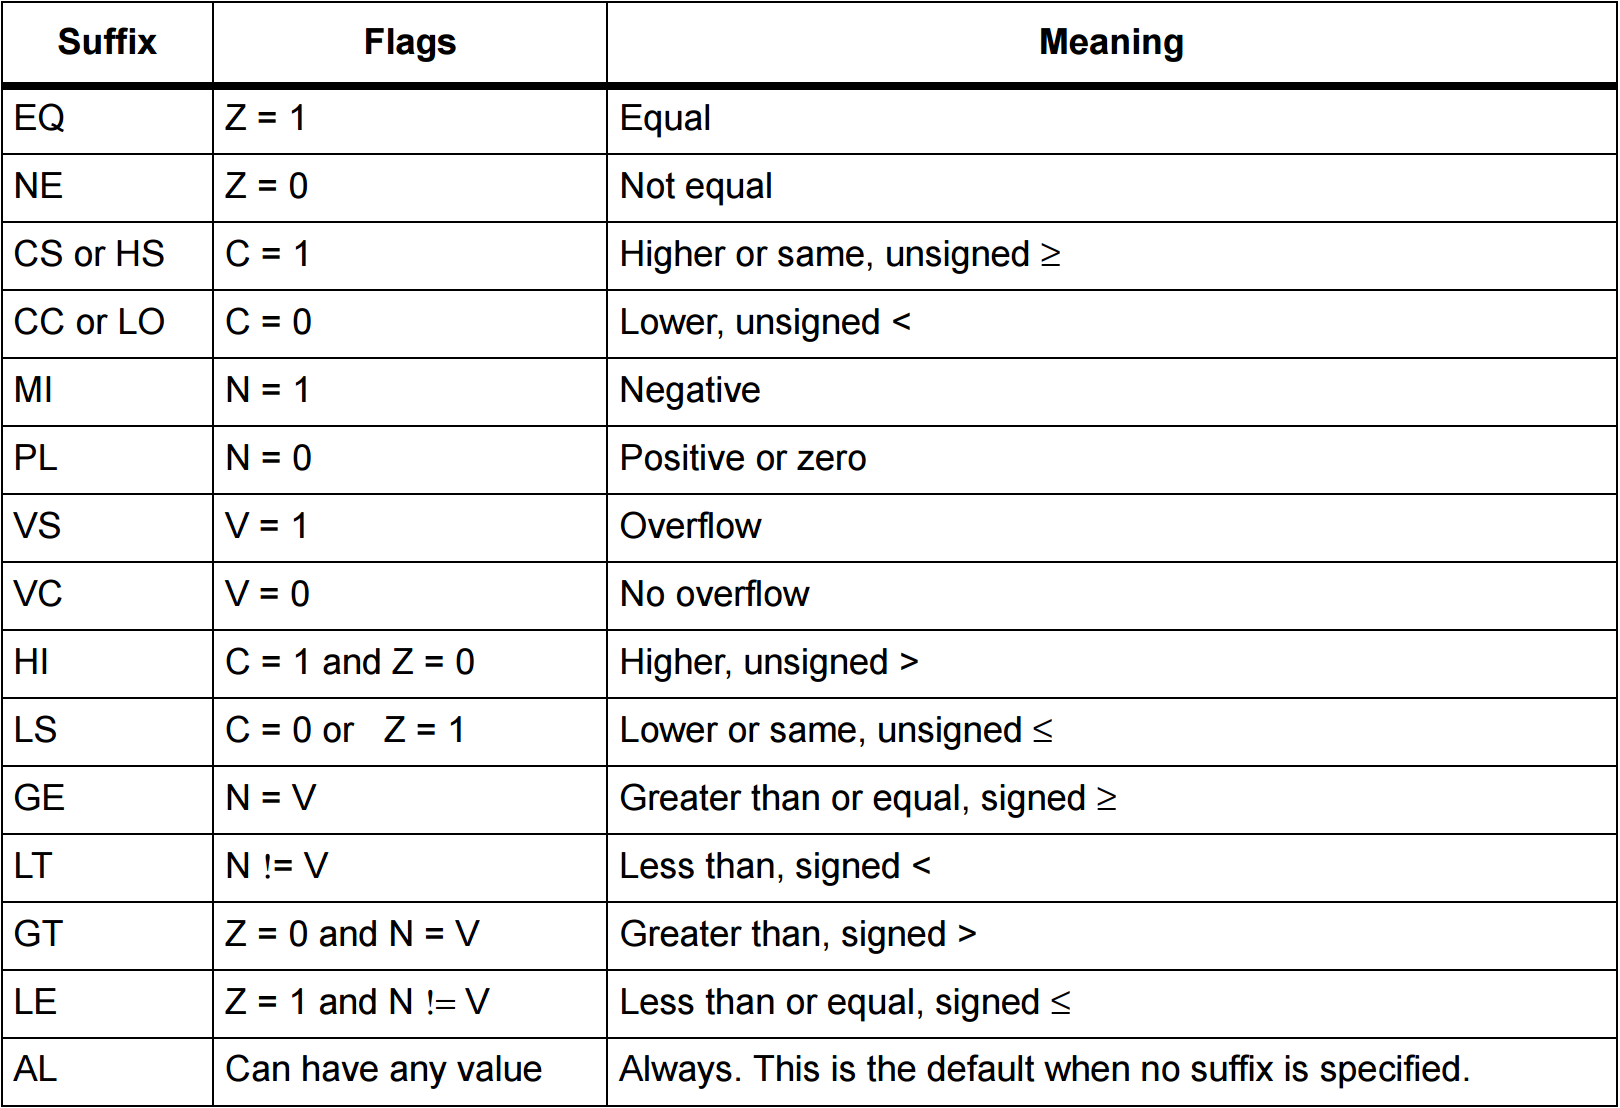 Suffix Flags Meaning
EQ Z = 1 Equal
NE Z = 0 Not equal
CS or HS C = 1 Higher or same, unsigned ≥
CC or LO C = 0 Lower, unsigned <
MI N = 1 Negative
PL N = 0 Positive or zero
VS V = 1 Overflow
VC V = 0 No overflow
HI C = 1 and Z = 0 Higher, unsigned >
LS C = 0 or Z = 1 Lower or same, unsigned ≤
GE N = V Greater than or equal, signed ≥
LT N != V Less than, signed <
GT Z = 0 and N = V Greater than, signed >
LE Z = 1 and N != V Less than or equal, signed ≤
AL Can have any value Always. This is the default when no suffix is specified.